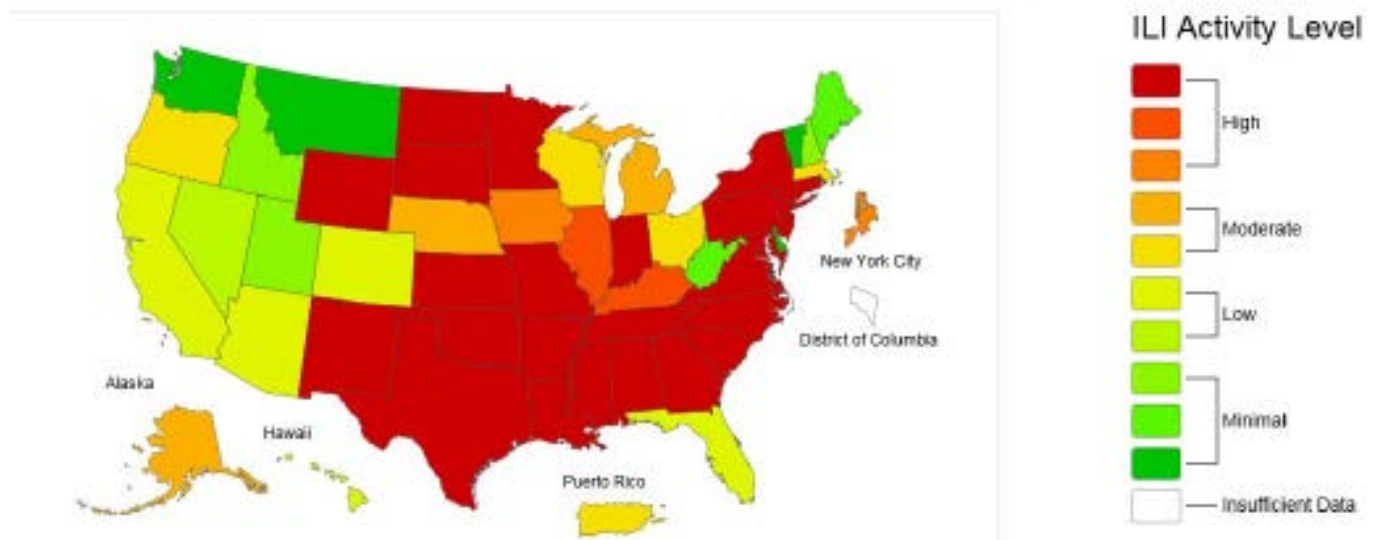 ILI Activity Level
High
Moderate
Low
Minimal
Insufficient Data
New York City
District of Columbia
Alaska
Hawaii
Puerto Rico